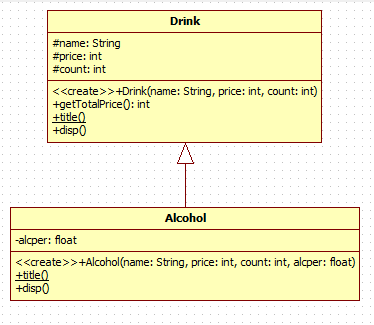 Drink
#name: String
#price: int
#count: int
<<create>>+Drink(name: String, price: int, count: int)
+getTotalPrice(): int
+title()
+disp()
Alcohol
-alcper: float
<<create>>+Alcohol(name: String, price: int, count: int, alcper: float)
+title()
+disp()